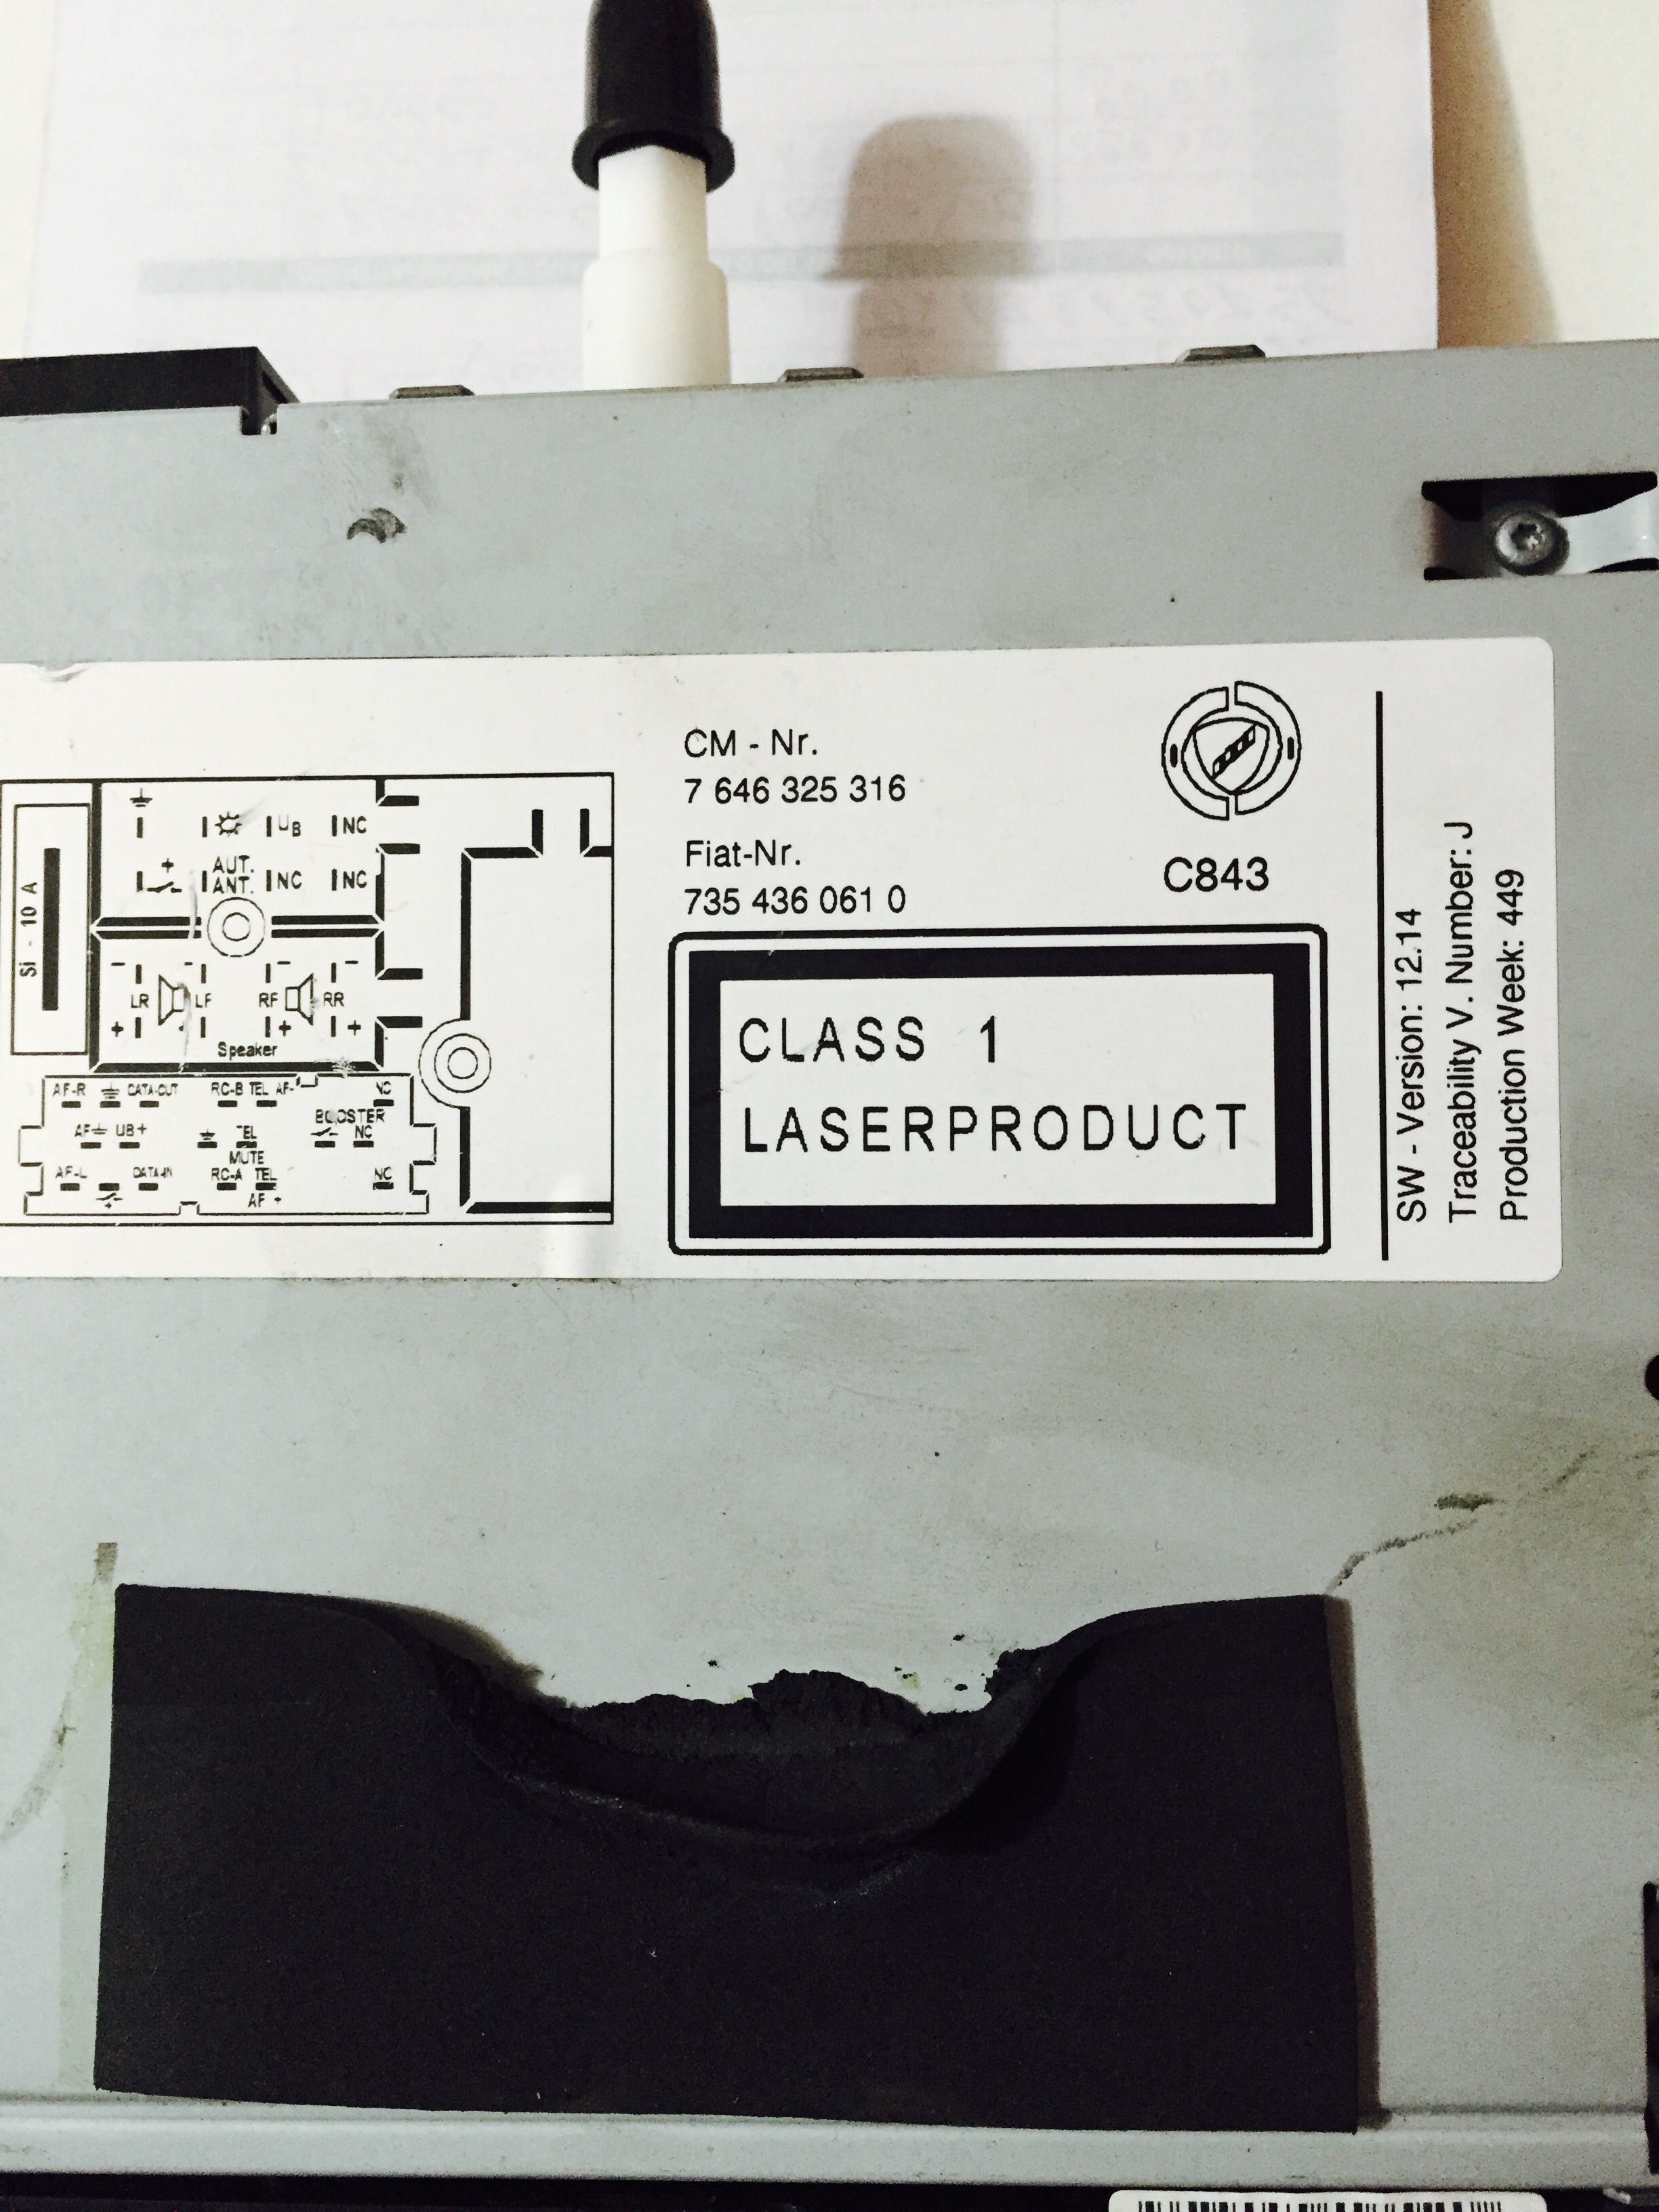 CM - Nr.
7 646 325 316
Fiat-Nr.
735 436 061 0
C843
CLASS 1
LASERPRODUCT
SW - Version: 12.14
Traceability V. Number: J
Production Week: 449
Si - 10 A
UB NC
AUT. ANT. NC NC
- - - -
LR LF RF RR
+ - + +
Speaker
AF-R DATA-OUT RC-B TEL AF- NC
BOOSTER
AF UB+ TEL NC
MUTE
AF-L DATA-IN RC-A TEL NC
AF +